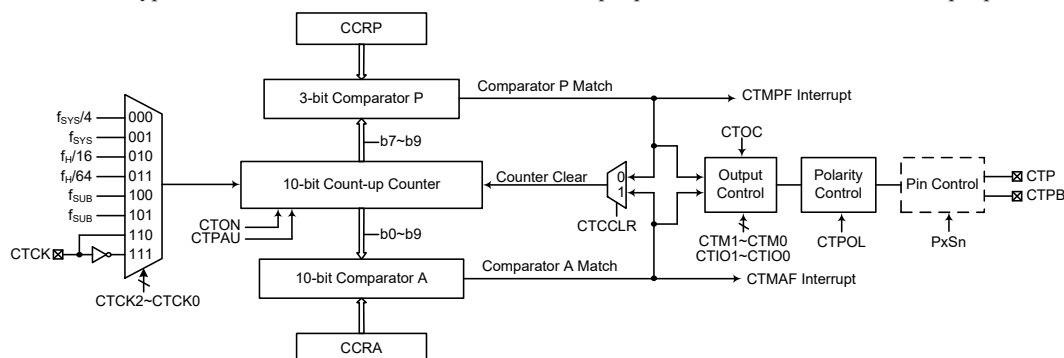 CCRP
3-bit Comparator P
Comparator P Match
CTMPF Interrupt
b7~b9
fSYS/4
000
fSYS
001
fH/16
010
fH/64
011
fSUB
100
fSUB
101
110
CTCK
111
CTCK2~CTCK0
10-bit Count-up Counter
CTON
CTPAU
b0~b9
Counter Clear
0
1
CTCCLR
CTOC
Output
Control
CTM1~CTM0
CTIO1~CTIO0
Polarity
Control
CTPOL
Pin Control
PxSn
CTP
CTPB
10-bit Comparator A
Comparator A Match
CTMAF Interrupt
CCRA